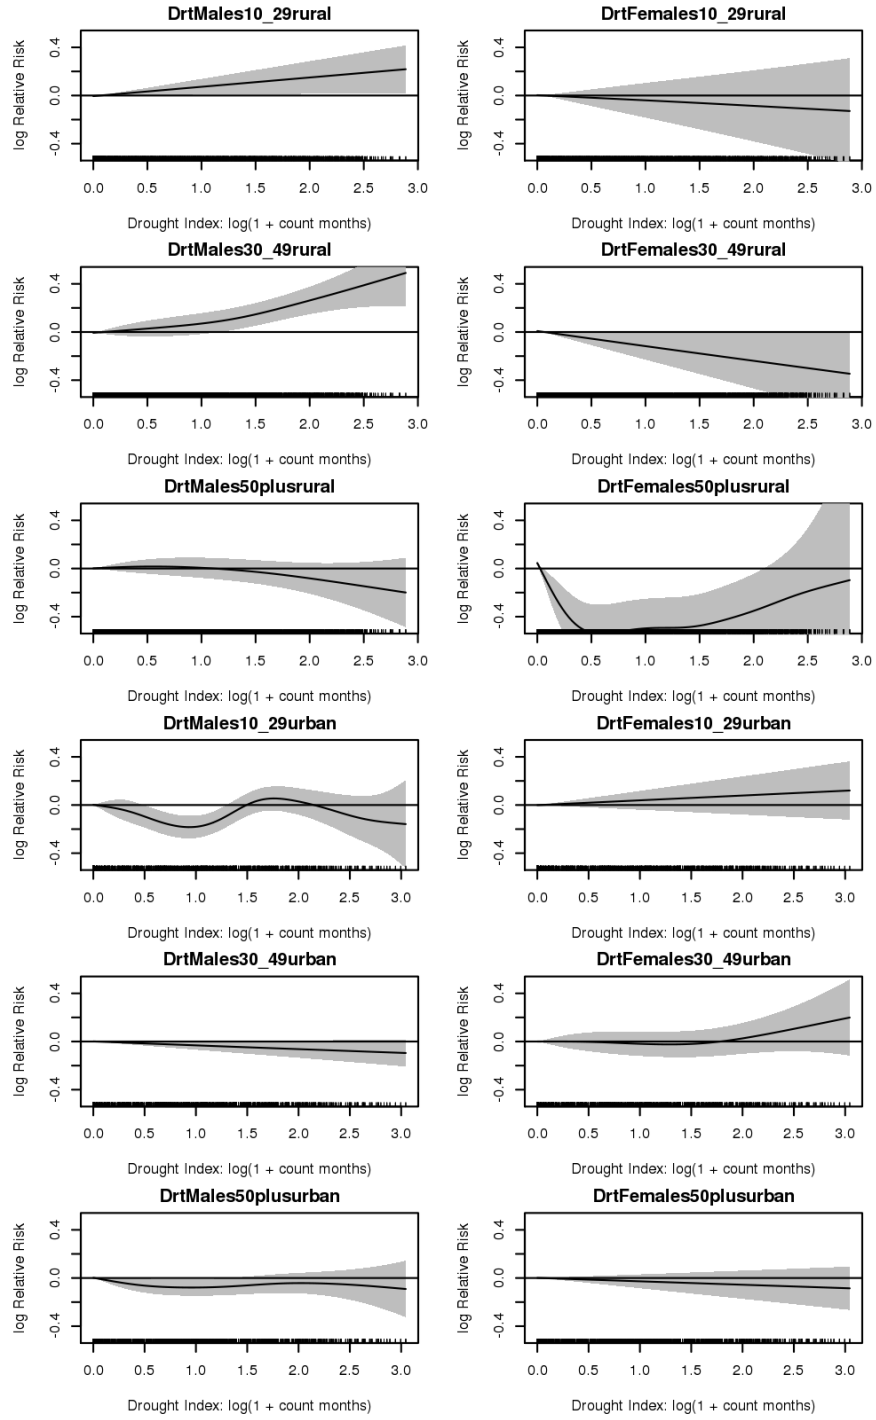 DrtMales10_29rural
log Relative Risk
0.4
0.0
-0.4
0.0 0.5 1.0 1.5 2.0 2.5 3.0
Drought Index: log(1 + count months)
DrtFemales10_29rural
log Relative Risk
0.4
0.0
-0.4
0.0 0.5 1.0 1.5 2.0 2.5 3.0
Drought Index: log(1 + count months)
DrtMales30_49rural
log Relative Risk
0.4
0.0
-0.4
0.0 0.5 1.0 1.5 2.0 2.5 3.0
Drought Index: log(1 + count months)
DrtFemales30_49rural
log Relative Risk
0.4
0.0
-0.4
0.0 0.5 1.0 1.5 2.0 2.5 3.0
Drought Index: log(1 + count months)
DrtMales50plusrural
log Relative Risk
0.4
0.0
-0.4
0.0 0.5 1.0 1.5 2.0 2.5 3.0
Drought Index: log(1 + count months)
DrtFemales50plusrural
log Relative Risk
0.4
0.0
-0.4
0.0 0.5 1.0 1.5 2.0 2.5 3.0
Drought Index: log(1 + count months)
DrtMales10_29urban
log Relative Risk
0.4
0.0
-0.4
0.0 0.5 1.0 1.5 2.0 2.5 3.0
Drought Index: log(1 + count months)
DrtFemales10_29urban
log Relative Risk
0.4
0.0
-0.4
0.0 0.5 1.0 1.5 2.0 2.5 3.0
Drought Index: log(1 + count months)
DrtMales30_49urban
log Relative Risk
0.4
0.0
-0.4
0.0 0.5 1.0 1.5 2.0 2.5 3.0
Drought Index: log(1 + count months)
DrtFemales30_49urban
log Relative Risk
0.4
0.0
-0.4
0.0 0.5 1.0 1.5 2.0 2.5 3.0
Drought Index: log(1 + count months)
DrtMales50plusurban
log Relative Risk
0.4
0.0
-0.4
0.0 0.5 1.0 1.5 2.0 2.5 3.0
Drought Index: log(1 + count months)
DrtFemales50plusurban
log Relative Risk
0.4
0.0
-0.4
0.0 0.5 1.0 1.5 2.0 2.5 3.0
Drought Index: log(1 + count months)